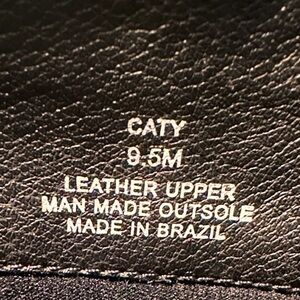 CATY
9.5M
LEATHER UPPER
MAN MADE OUTSOLE
MADE IN BRAZIL